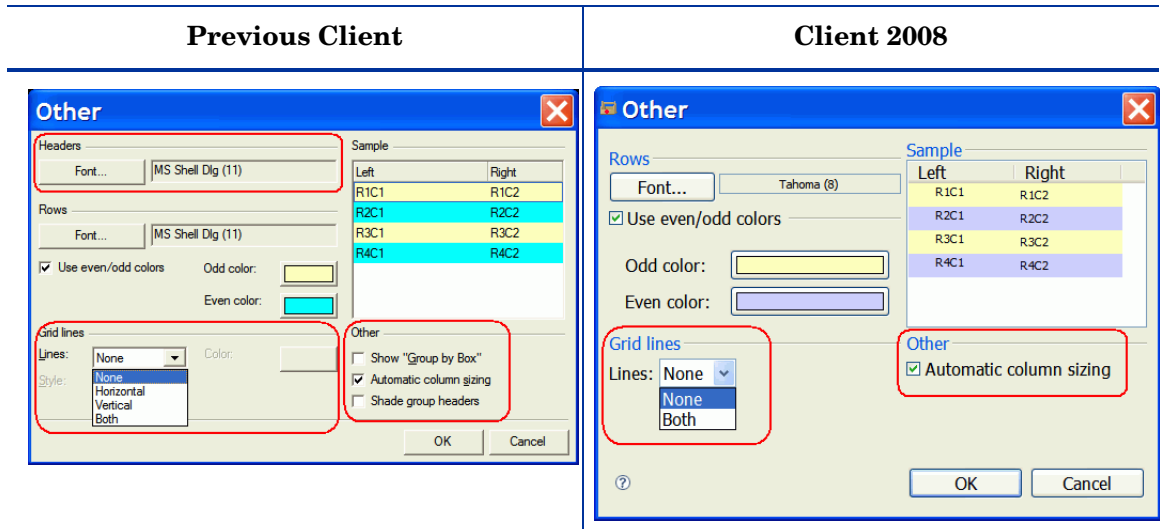 Previous Client
Client 2008
Other
Headers
Font...
MS Shell Dlg (11)
Rows
Font...
MS Shell Dlg (11)
Use even/odd colors
Odd color:
Even color:
Sample
Left Right
R1C1 R1C2
R2C1 R2C2
R3C1 R3C2
R4C1 R4C2
Grid lines
Lines: None
None
Horizontal
Vertical
Both
Color:
Style:
Other
Show "Group by Box"
Automatic column sizing
Shade group headers
OK Cancel
Other
Rows
Font...
Tahoma (8)
Use even/odd colors
Odd color:
Even color:
Sample
Left Right
R1C1 R1C2
R2C1 R2C2
R3C1 R3C2
R4C1 R4C2
Grid lines
Lines: None
None
Both
Other
Automatic column sizing
?
OK Cancel